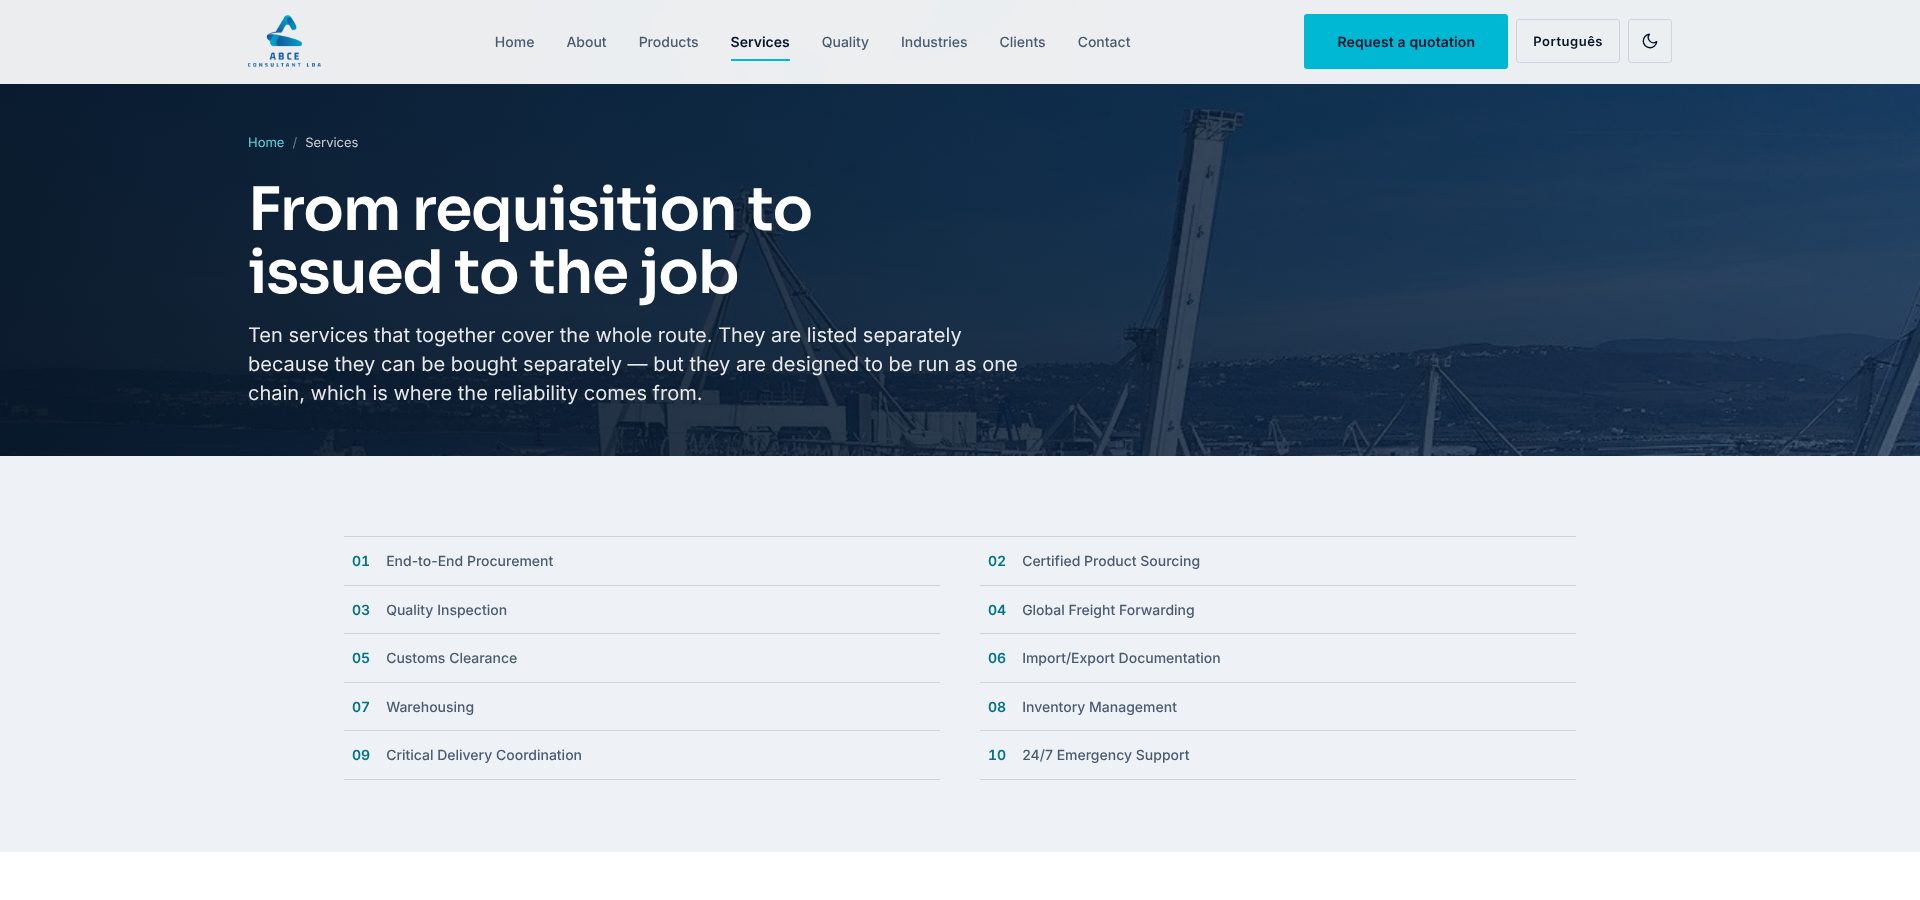 ABCE
CONSULTANT LDA
Home
About
Products
Services
Quality
Industries
Clients
Contact
Request a quotation
Português
Home / Services
From requisition to
issued to the job
Ten services that together cover the whole route. They are listed separately
because they can be bought separately — but they are designed to be run as one
chain, which is where the reliability comes from.
01 End-to-End Procurement
02 Certified Product Sourcing
03 Quality Inspection
04 Global Freight Forwarding
05 Customs Clearance
06 Import/Export Documentation
07 Warehousing
08 Inventory Management
09 Critical Delivery Coordination
10 24/7 Emergency Support